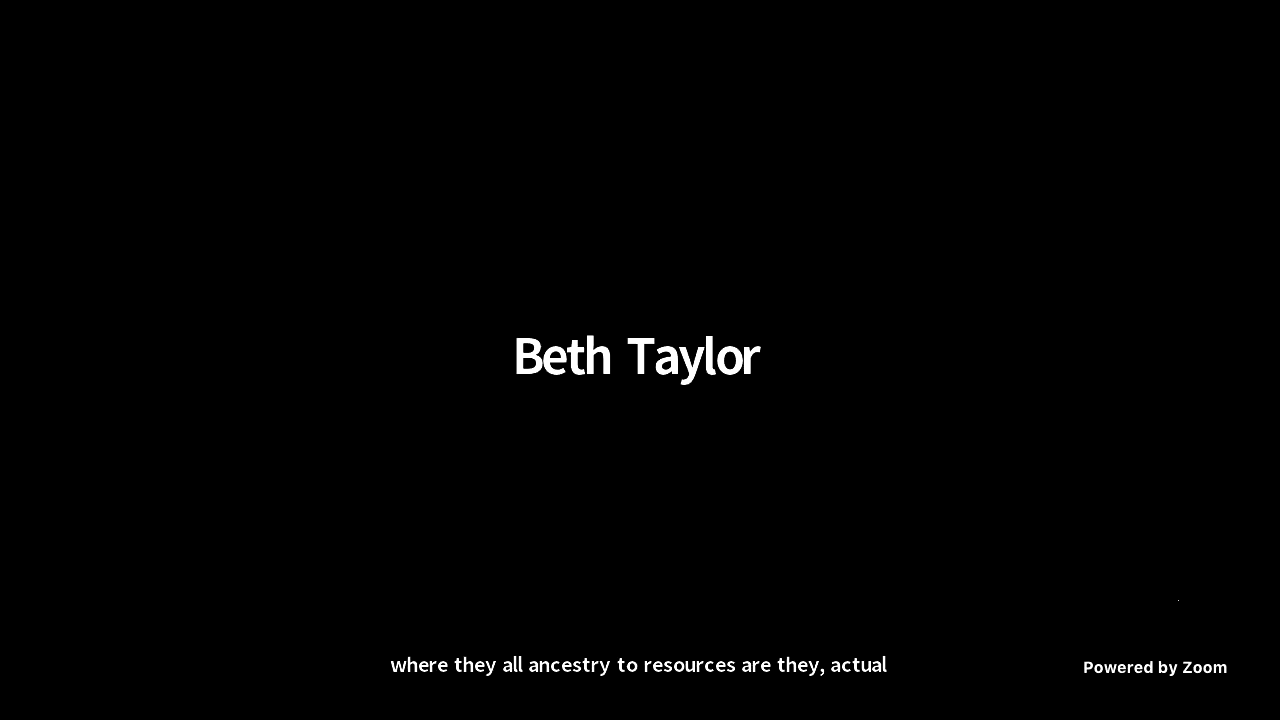 Beth Taylor
where they all ancestry to resources are they, actual
Powered by Zoom